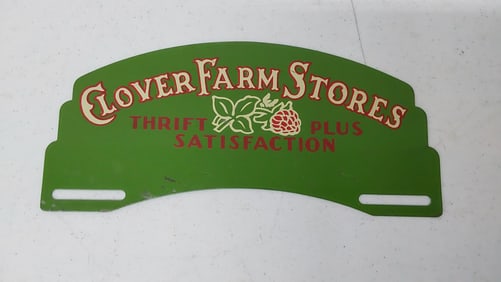 CLOVER FARM STORES
THRIFT PLUS
SATISFACTION